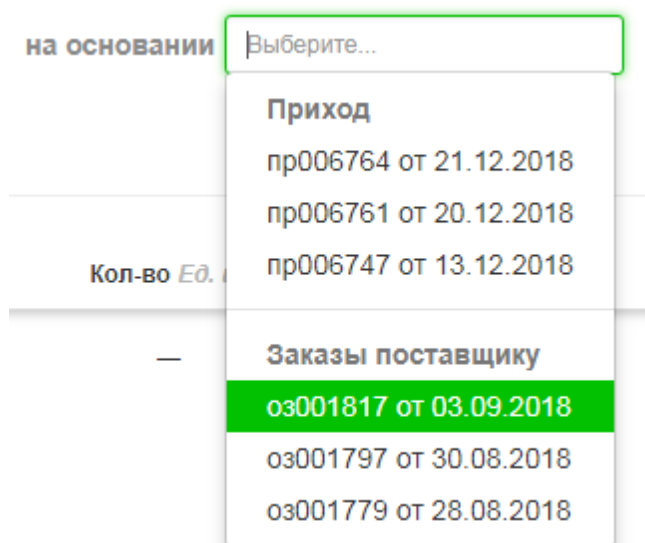 на основании Выберите...
Приход
пр006764 от 21.12.2018
пр006761 от 20.12.2018
Кол-во Ед. пр006747 от 13.12.2018
— Заказы поставщику
оз001817 от 03.09.2018
оз001797 от 30.08.2018
оз001779 от 28.08.2018